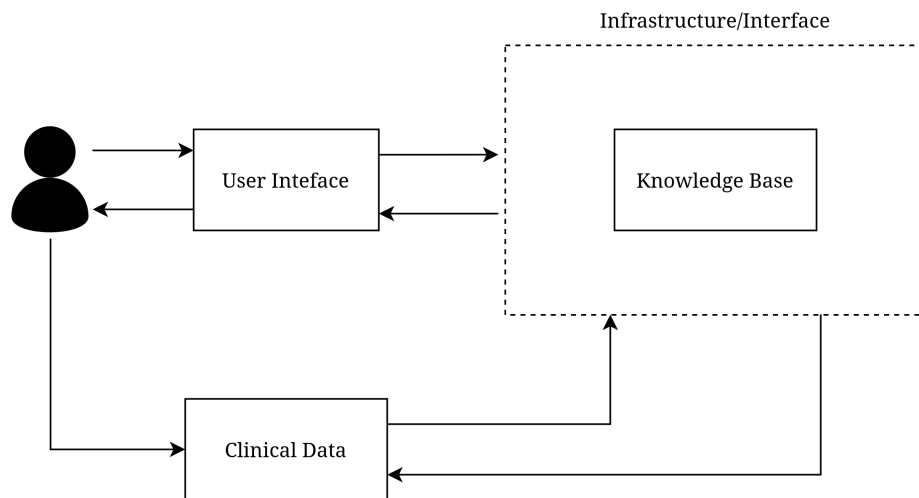 Infrastructure/Interface
User Inteface
Knowledge Base
Clinical Data